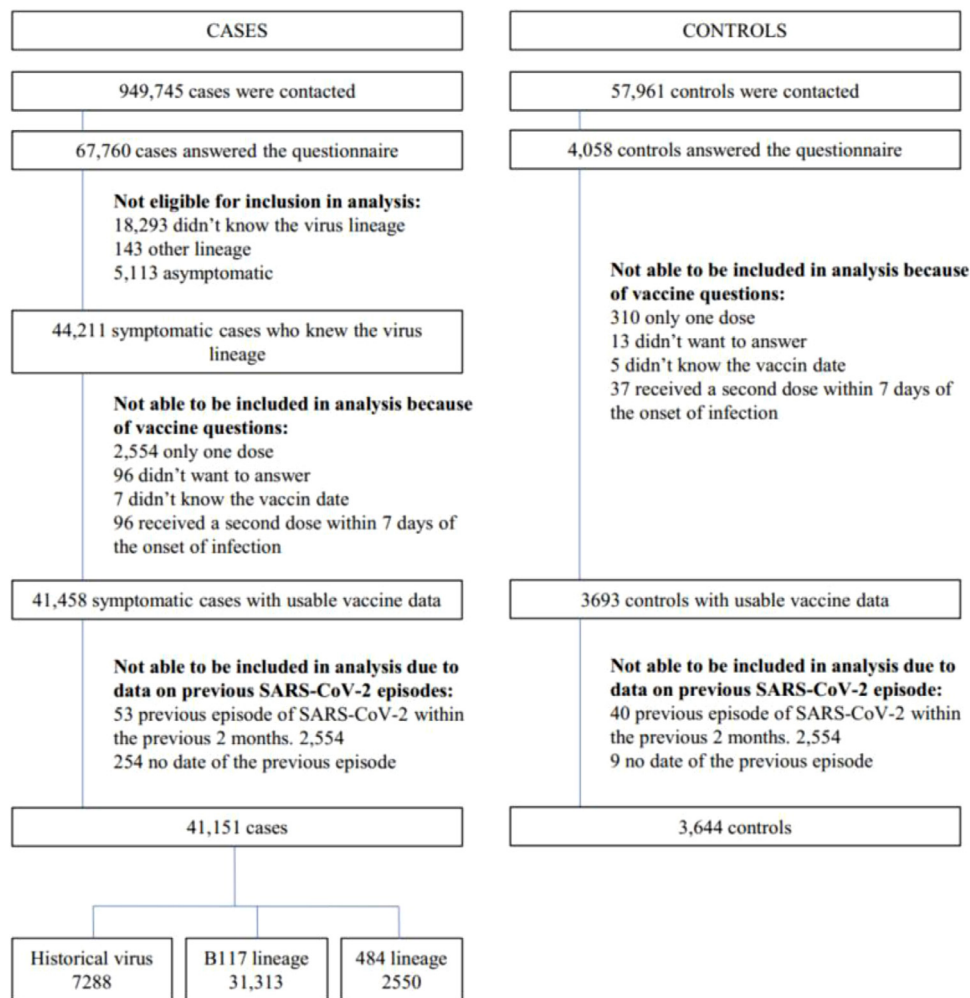 CASES
949,745 cases were contacted
67,760 cases answered the questionnaire
Not eligible for inclusion in analysis:
18,293 didn't know the virus lineage
143 other lineage
5,113 asymptomatic
44,211 symptomatic cases who knew the virus
lineage
Not able to be included in analysis because
of vaccine questions:
2,554 only one dose
96 didn't want to answer
7 didn't know the vaccin date
96 received a second dose within 7 days of
the onset of infection
41,458 symptomatic cases with usable vaccine data
Not able to be included in analysis due to
data on previous SARS-CoV-2 episodes:
53 previous episode of SARS-CoV-2 within
the previous 2 months. 2,554
254 no date of the previous episode
41,151 cases
Historical virus
7288
B117 lineage
31,313
484 lineage
2550
CONTROLS
57,961 controls were contacted
4,058 controls answered the questionnaire
Not able to be included in analysis because
of vaccine questions:
310 only one dose
13 didn't want to answer
5 didn't know the vaccin date
37 received a second dose within 7 days of
the onset of infection
3693 controls with usable vaccine data
Not able to be included in analysis due to
data on previous SARS-CoV-2 episode:
40 previous episode of SARS-CoV-2 within
the previous 2 months. 2,554
9 no date of the previous episode
3,644 controls